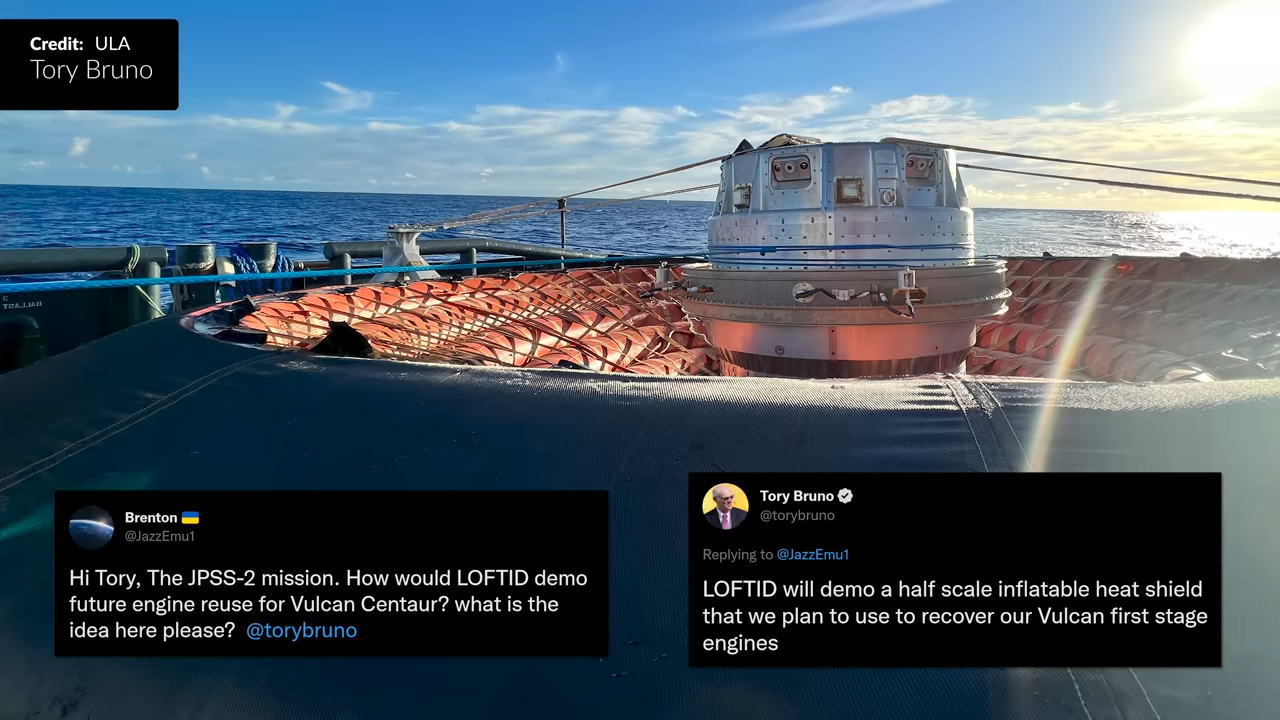 Credit: ULA
Tory Bruno
BALLAST
Brenton 🇺🇦
@JazzEmu1
Hi Tory, The JPSS-2 mission. How would LOFTID demo
future engine reuse for Vulcan Centaur? what is the
idea here please? @torybruno
Tory Bruno
@torybruno
Replying to @JazzEmu1
LOFTID will demo a half scale inflatable heat shield
that we plan to use to recover our Vulcan first stage
engines